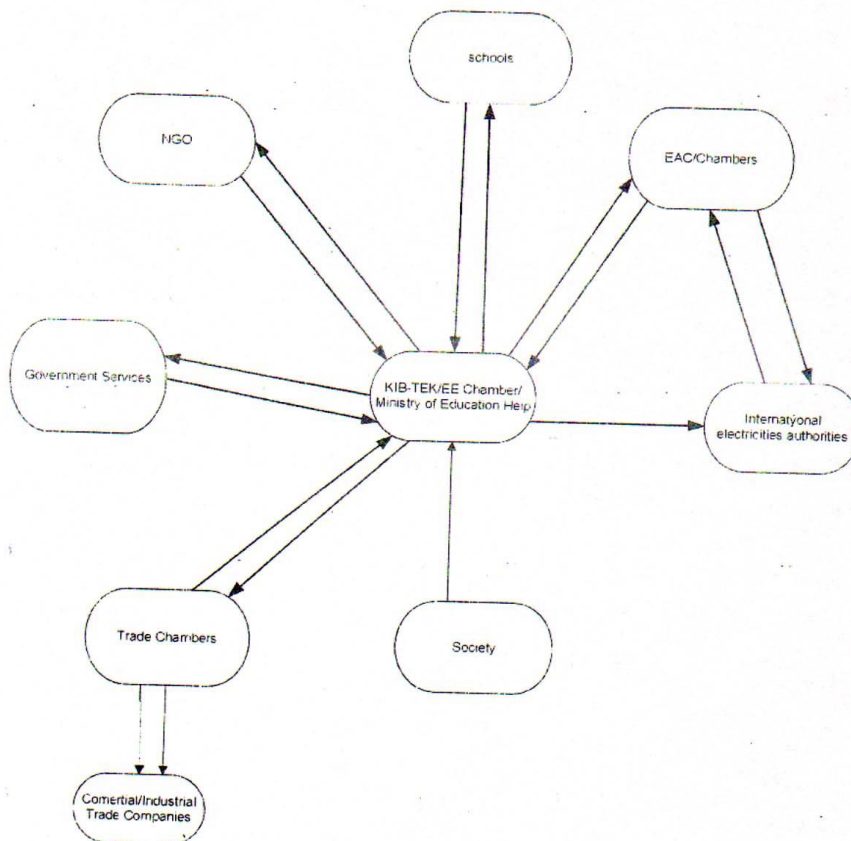 schools
NGO
EAC/Chambers
Government Services
KIB-TEK/EE Chamber/
Ministry of Education Help
Internatyonal
electricities authorities
Trade Chambers
Society
Comertial/Industrial
Trade Companies